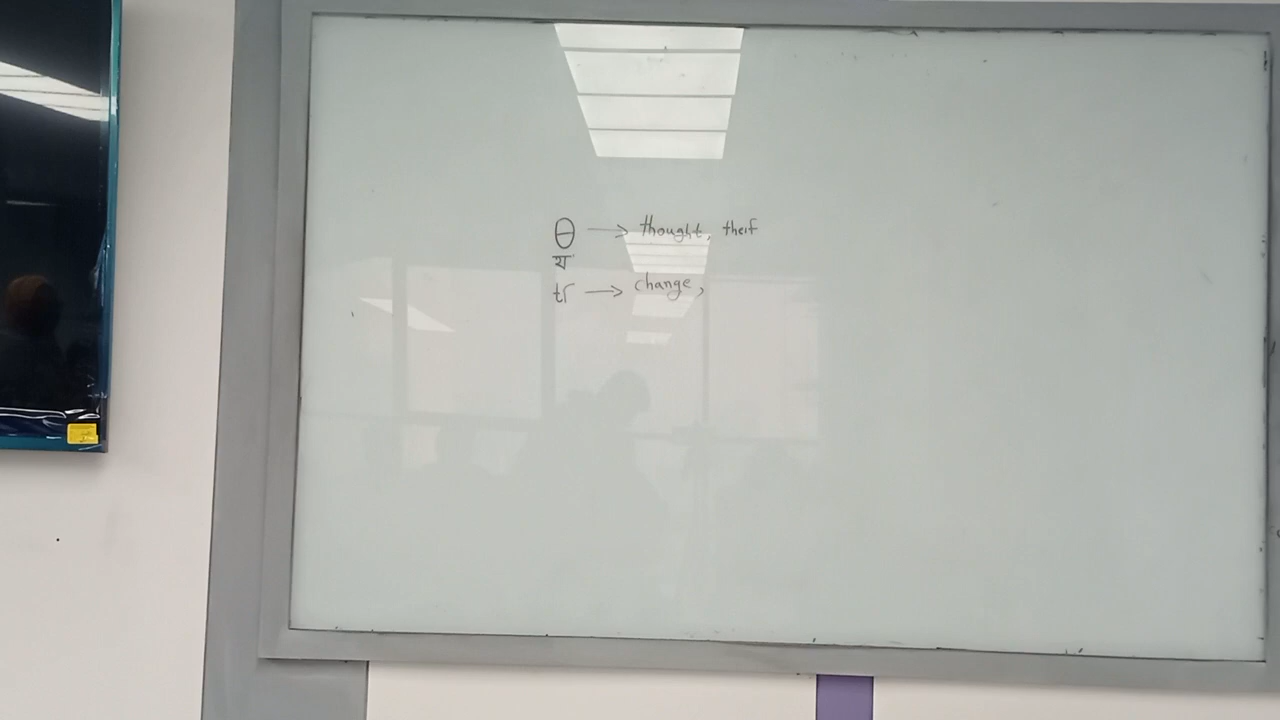 θ → thought, theif
य
tʃ → change,